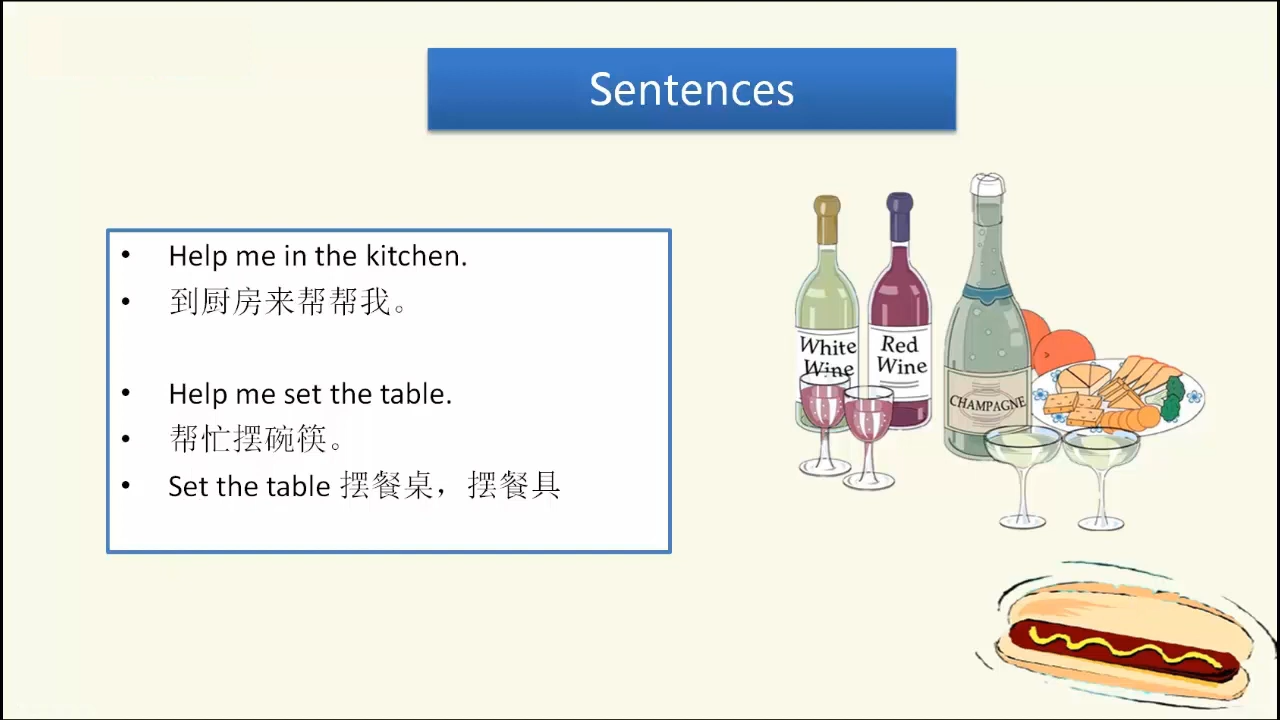 Sentences
• Help me in the kitchen.
• 到厨房来帮帮我。
• Help me set the table.
• 帮忙摆碗筷。
• Set the table 摆餐桌，摆餐具
White
Wine
Red
Wine
CHAMPAGNE